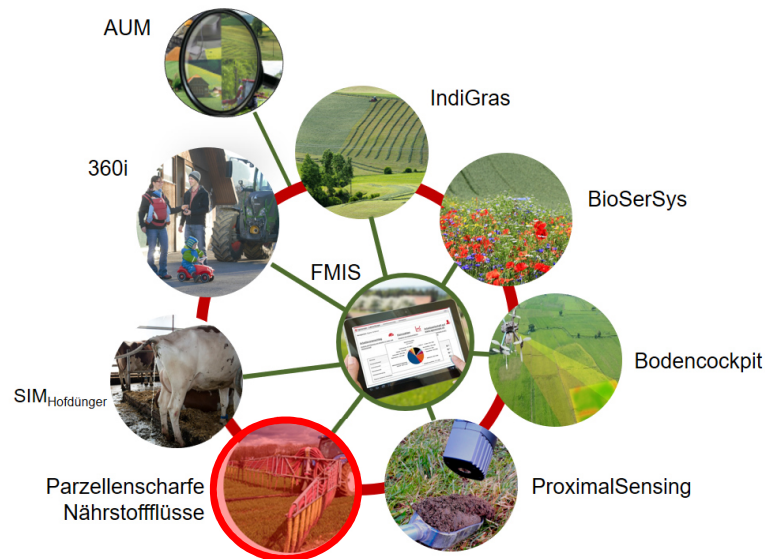 AUM
IndiGras
360i
BioSerSys
FMIS
Bodencockpit
SIMHofdünger
Parzellenscharfe
Nährstoffflüsse
ProximalSensing